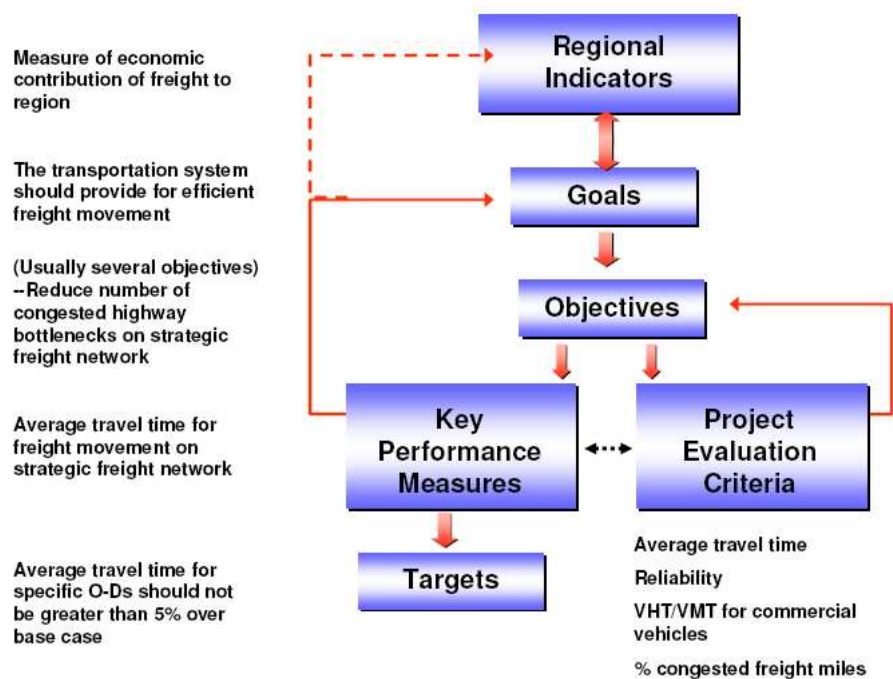 Measure of economic
contribution of freight to
region
Regional
Indicators
The transportation system
should provide for efficient
freight movement
Goals
(Usually several objectives)
--Reduce number of
congested highway
bottlenecks on strategic
freight network
Objectives
Average travel time for
freight movement on
strategic freight network
Key
Performance
Measures
Project
Evaluation
Criteria
Average travel time for
specific O-Ds should not
be greater than 5% over
base case
Targets
Average travel time
Reliability
VHT/VMT for commercial
vehicles
% congested freight miles